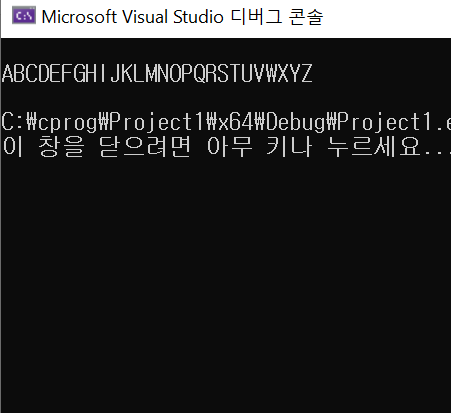 Microsoft Visual Studio 디버그 콘솔
ABCDEFGHIJKLMNOPQRSTUVWXYZ
C:\cprog\Project1\x64\Debug\Project1.e
이 창을 닫으려면 아무 키나 누르세요...